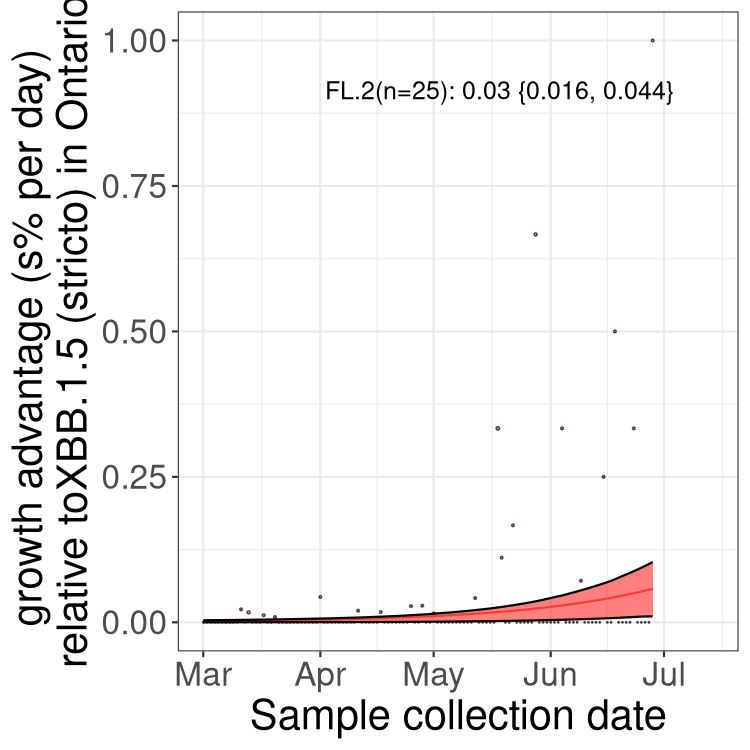 growth advantage (s% per day)
relative toXBB.1.5 (stricto) in Ontario
1.00
0.75
0.50
0.25
0.00
FL.2(n=25): 0.03 {0.016, 0.044}
Mar Apr May Jun Jul
Sample collection date